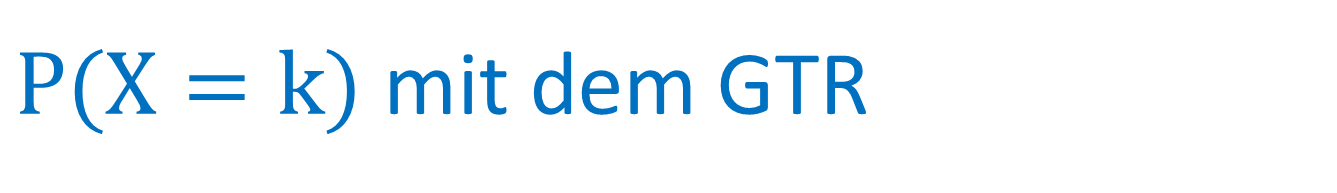 P(X = k) mit dem GTR